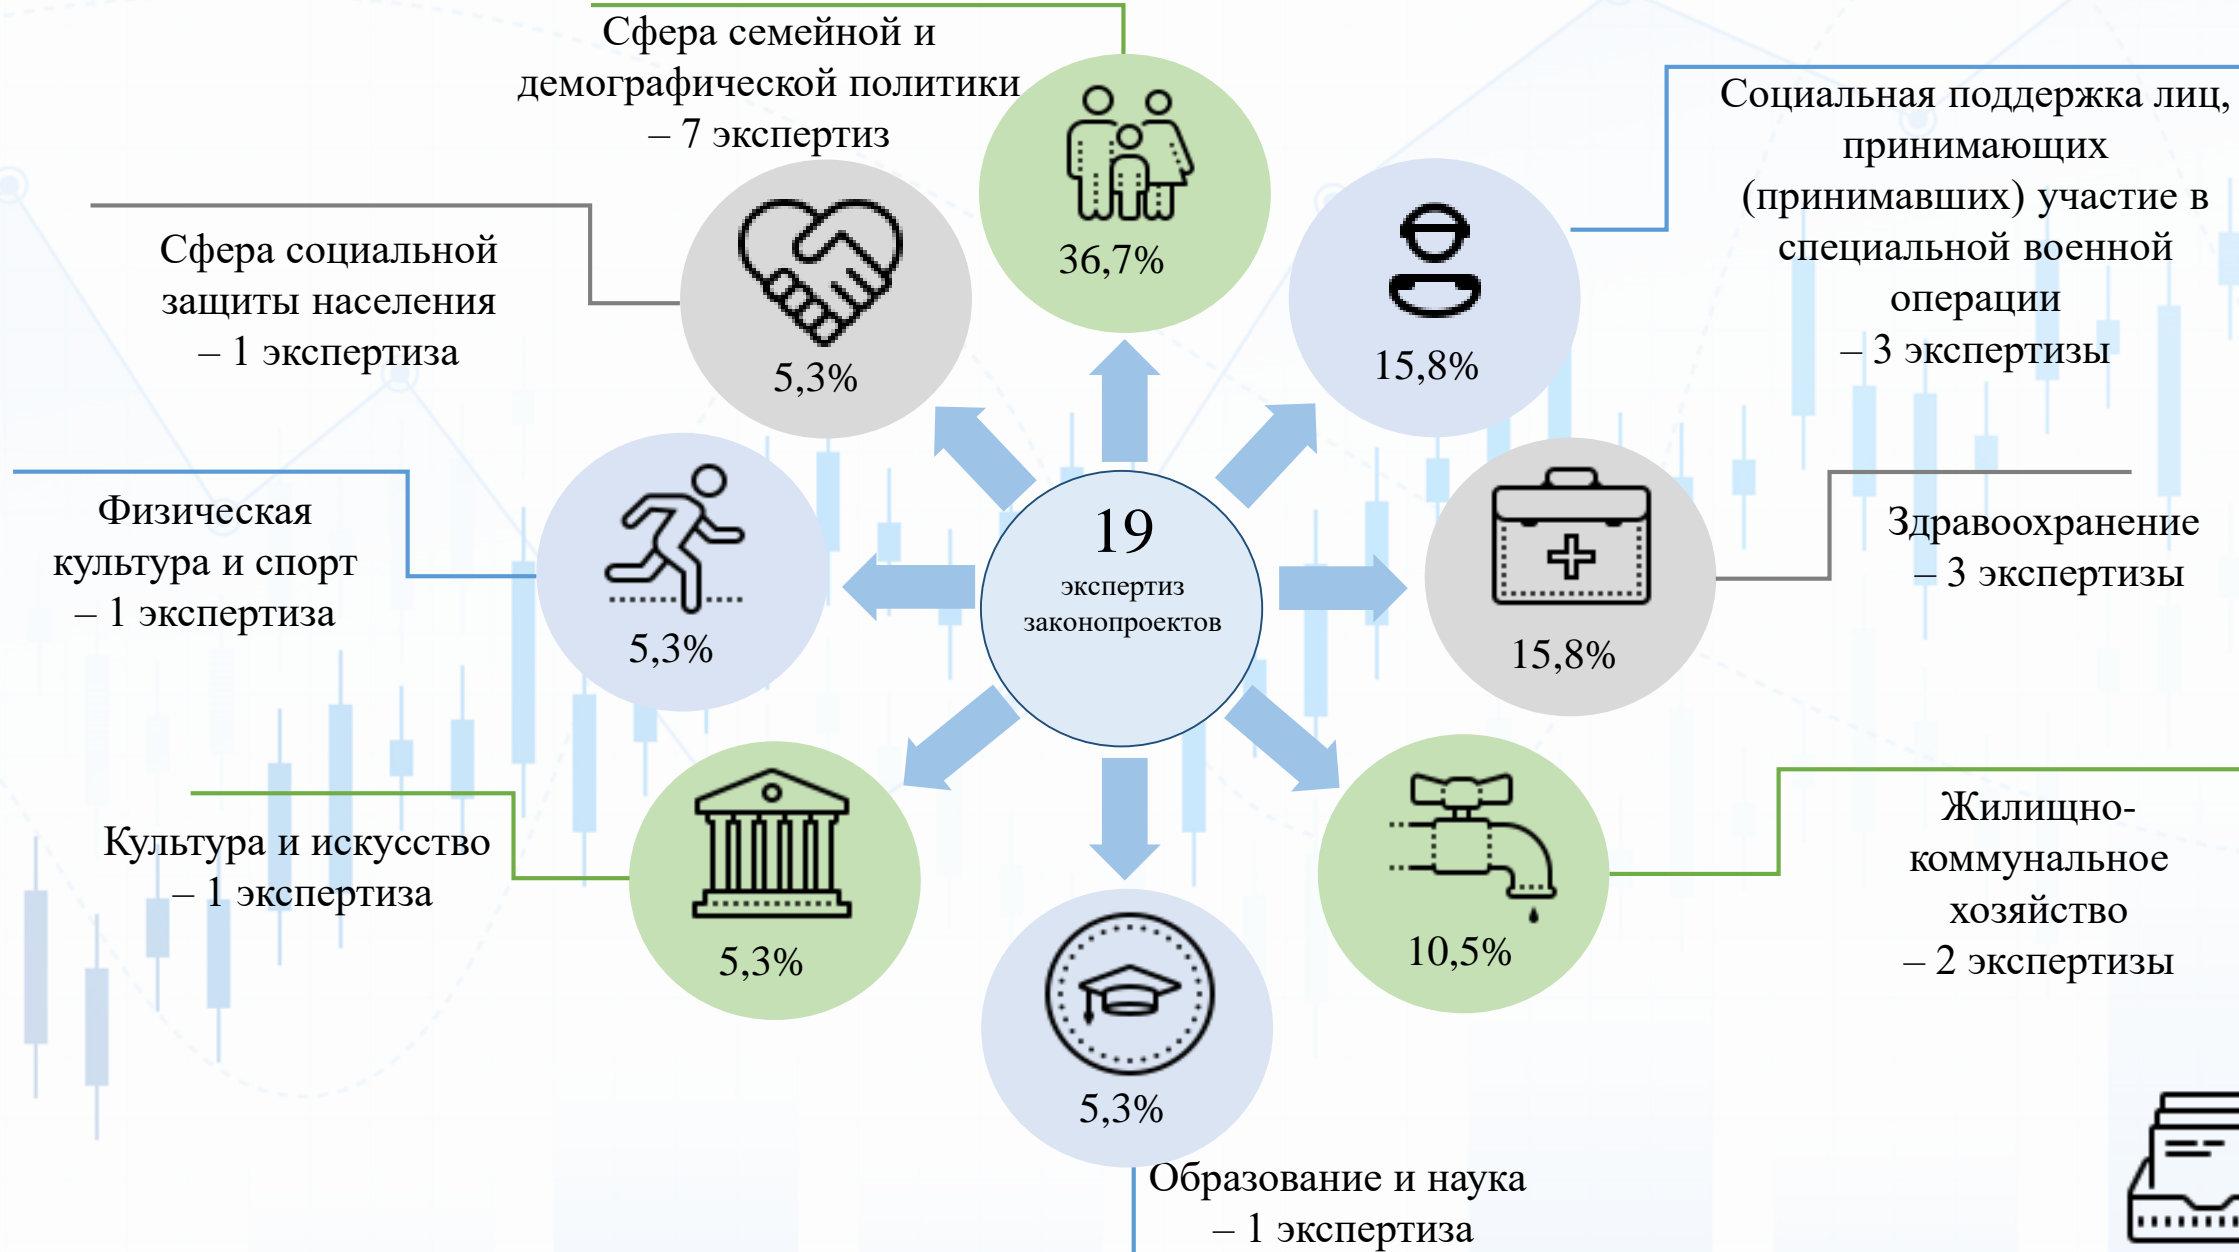 Сфера семейной и
демографической политики
– 7 экспертиз
36,7%
Социальная поддержка лиц,
принимающих
(принимавших) участие в
специальной военной
операции
– 3 экспертизы
15,8%
Сфера социальной
защиты населения
– 1 экспертиза
5,3%
Физическая
культура и спорт
– 1 экспертиза
5,3%
19
экспертиз
законопроектов
Здравоохранение
– 3 экспертизы
15,8%
Культура и искусство
– 1 экспертиза
5,3%
Жилищно-
коммунальное
хозяйство
– 2 экспертизы
10,5%
5,3%
Образование и наука
– 1 экспертиза